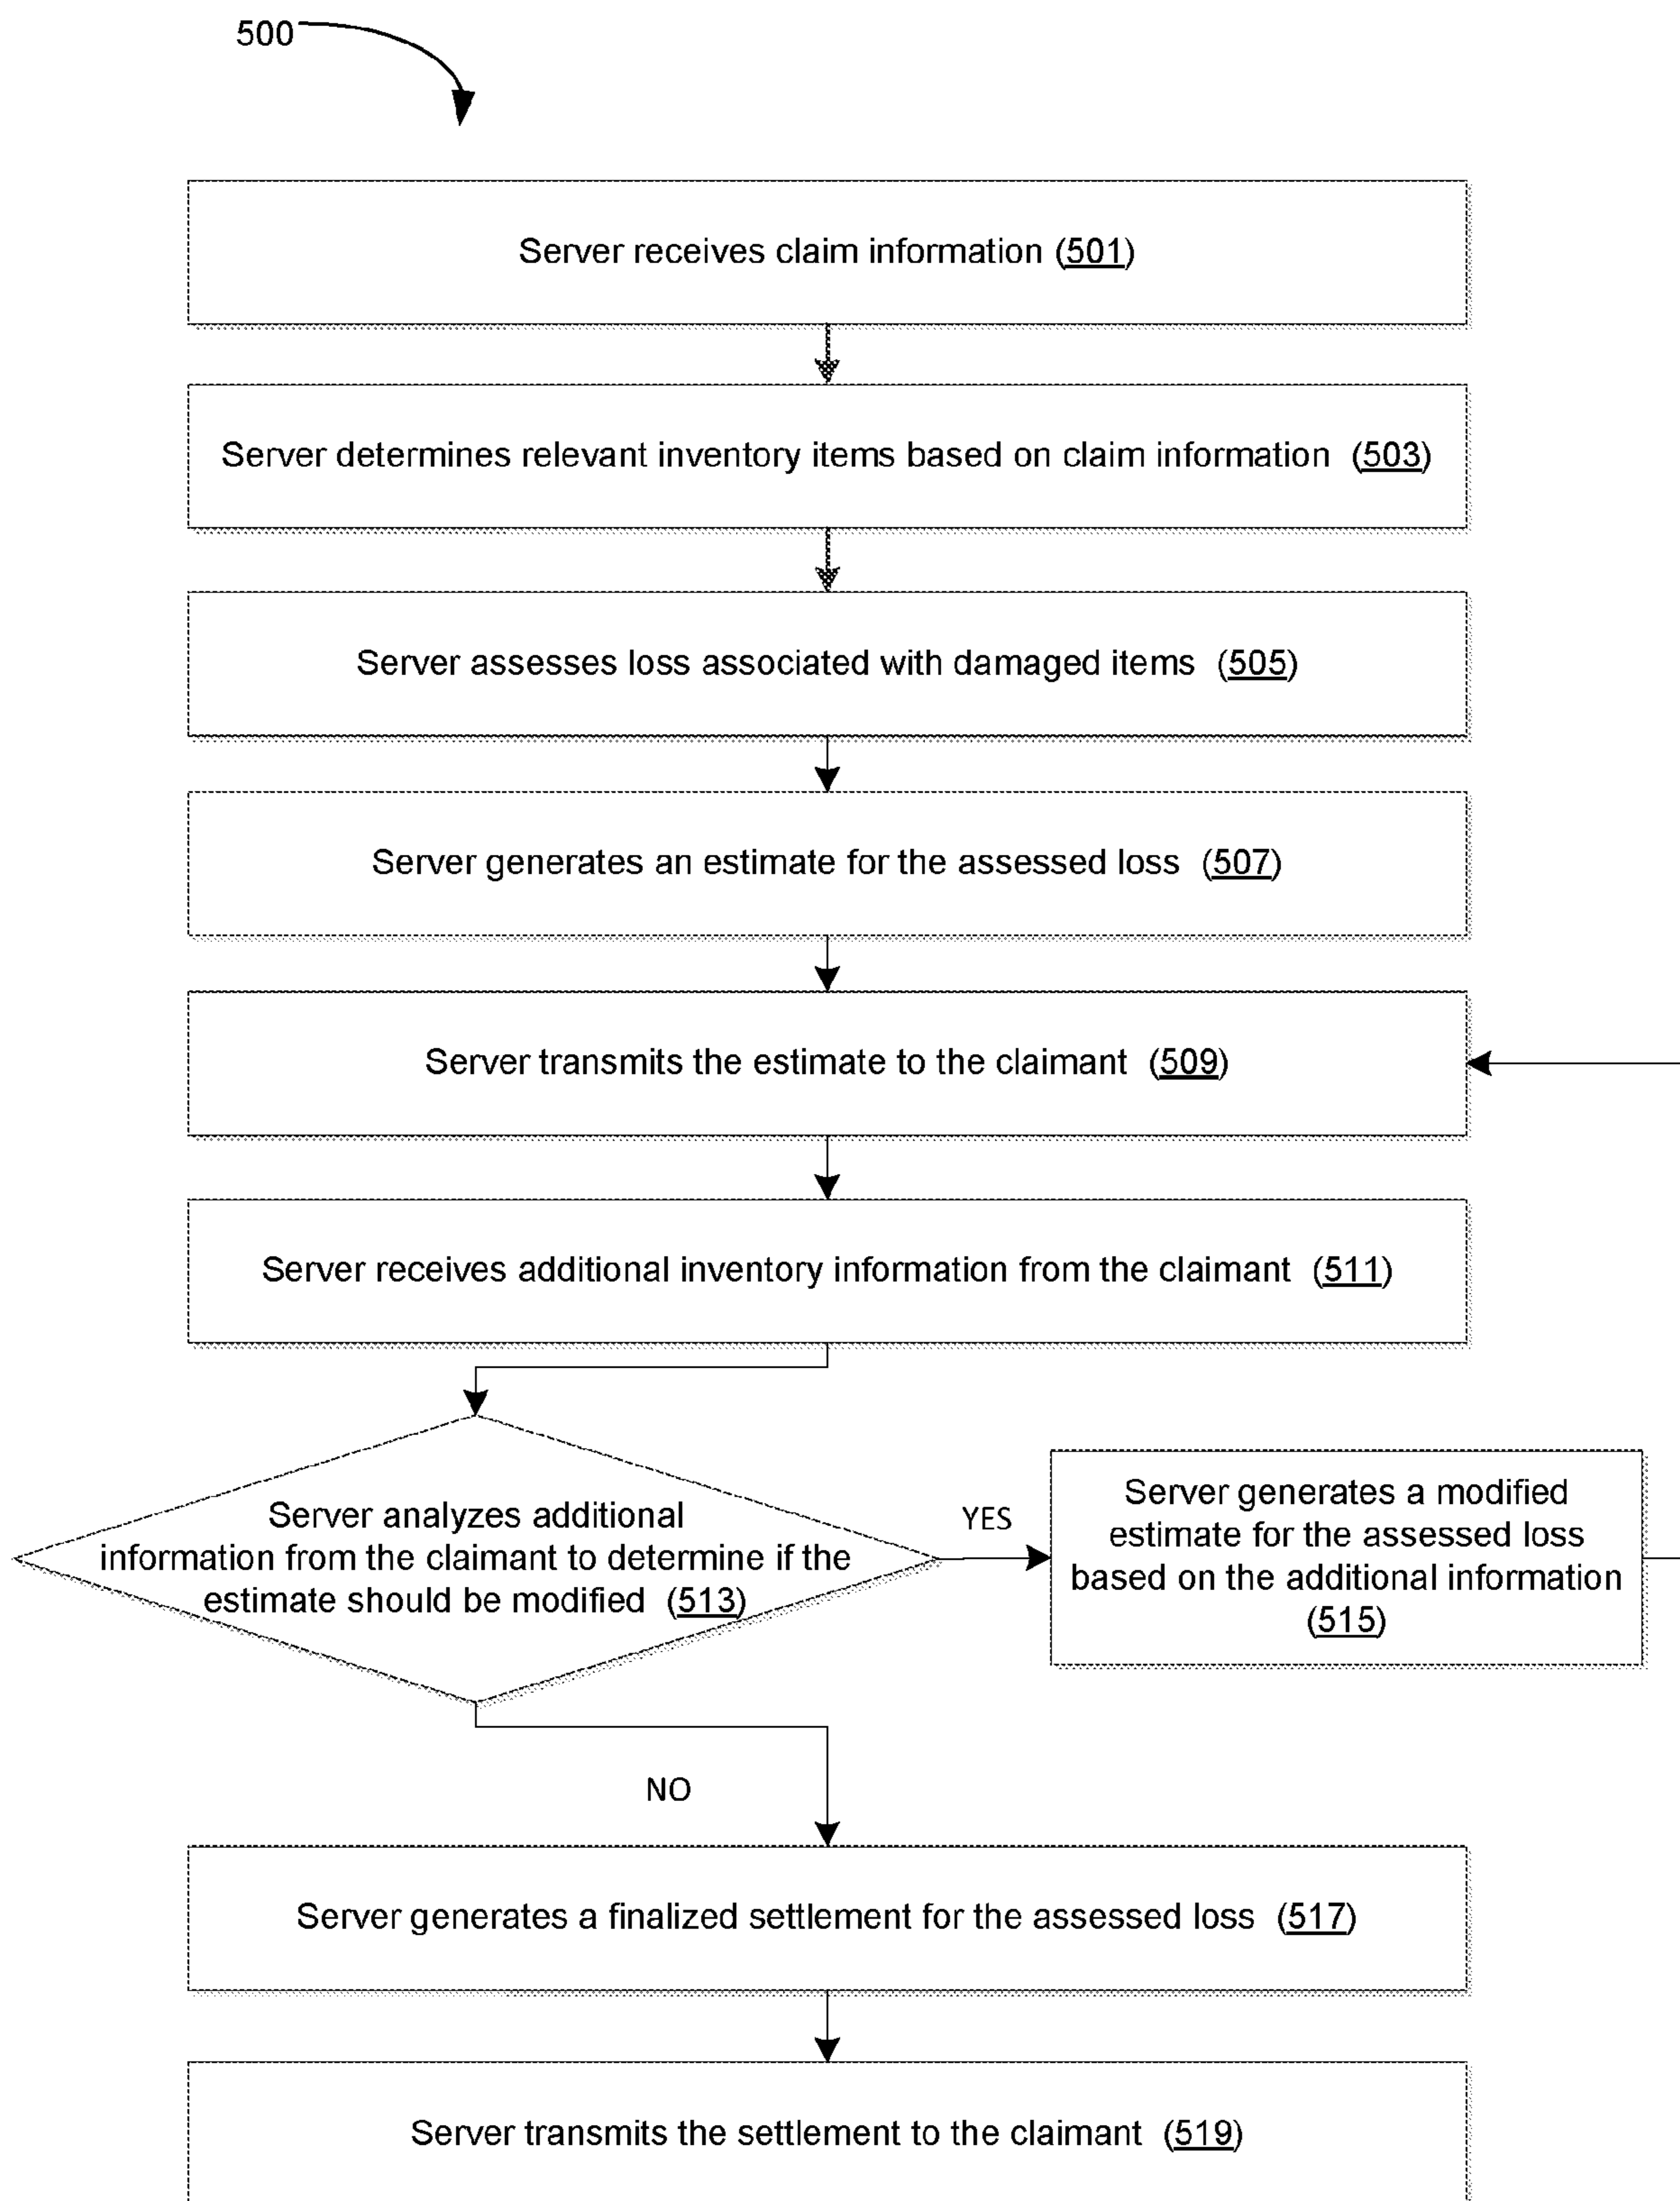 500
Server receives claim information (501)
Server determines relevant inventory items based on claim information (503)
Server assesses loss associated with damaged items (505)
Server generates an estimate for the assessed loss (507)
Server transmits the estimate to the claimant (509)
Server receives additional inventory information from the claimant (511)
Server analyzes additional
information from the claimant to determine if the
estimate should be modified (513)
YES
Server generates a modified
estimate for the assessed loss
based on the additional information
(515)
NO
Server generates a finalized settlement for the assessed loss (517)
Server transmits the settlement to the claimant (519)